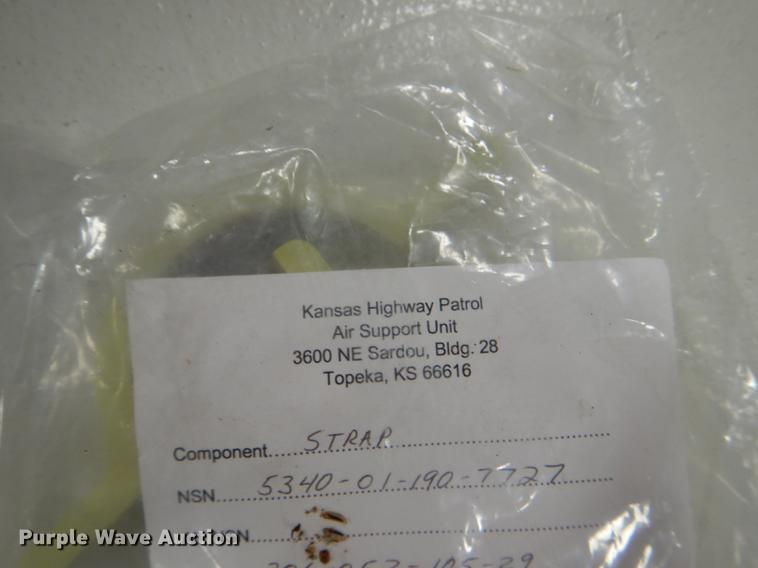 Kansas Highway Patrol
Air Support Unit
3600 NE Sardou, Bldg. 28
Topeka, KS 66616
Component STRAP
NSN 5340-01-190-7727
Purple Wave Auction